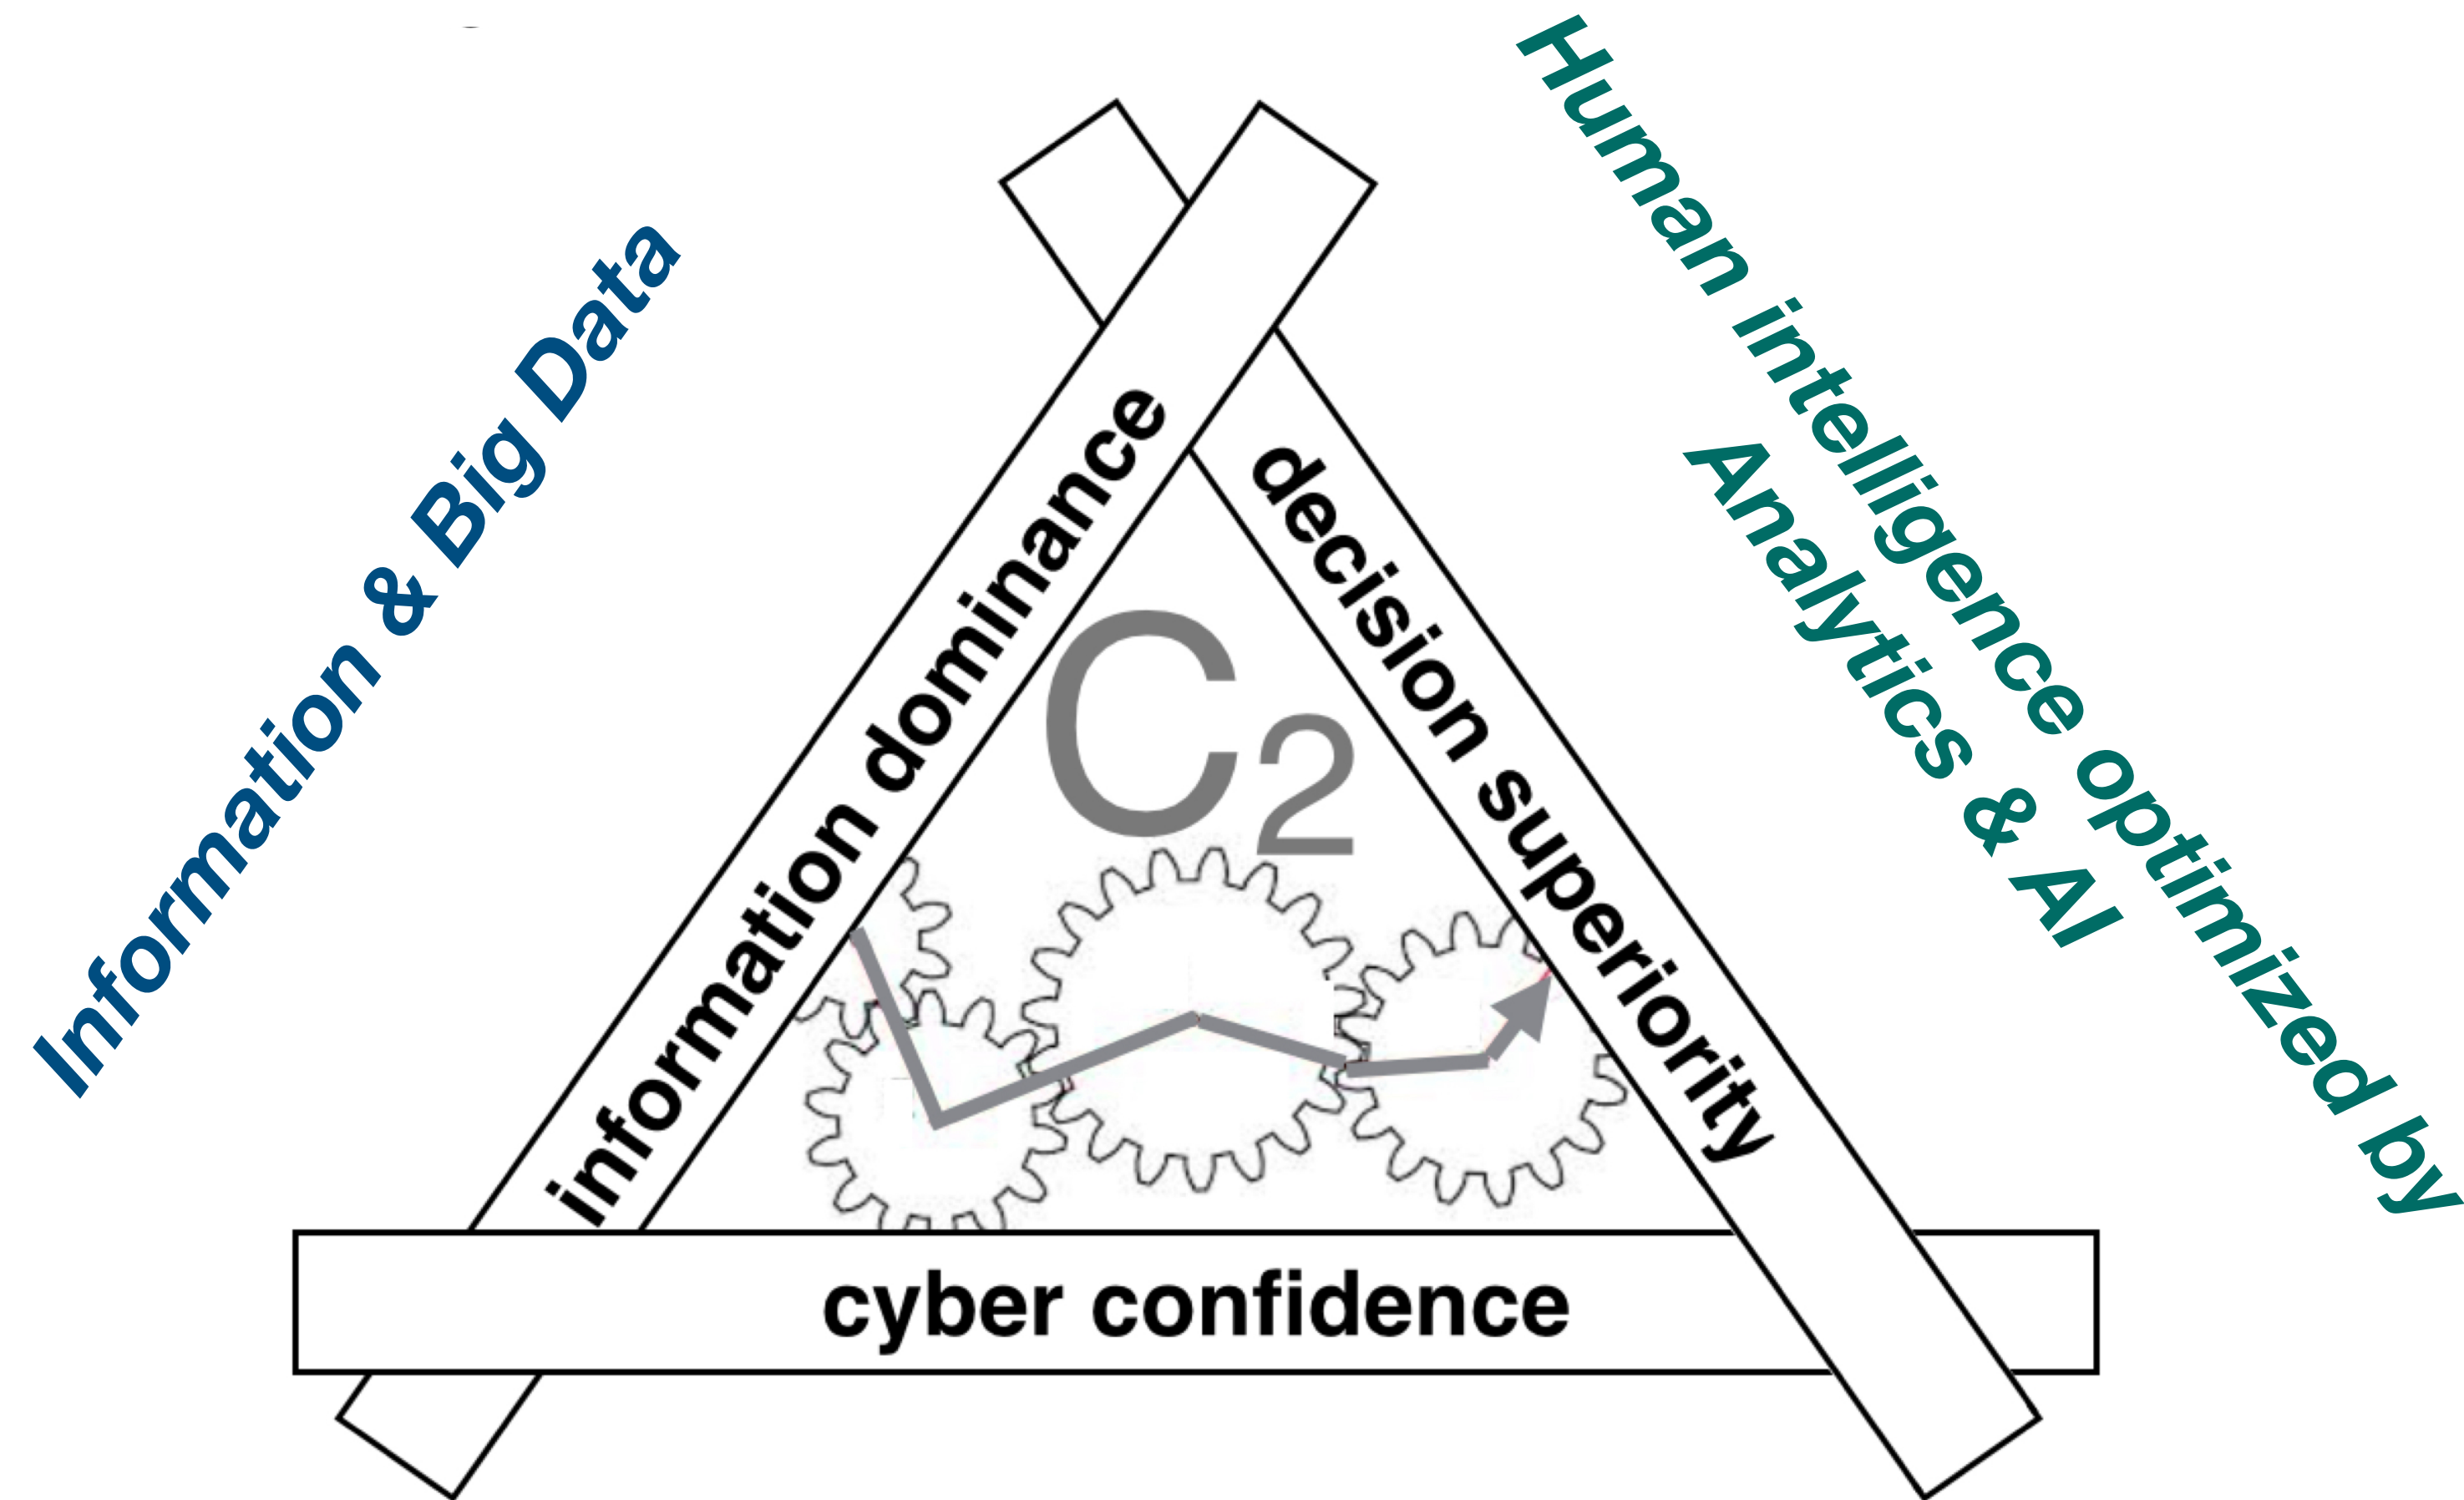 Information & Big Data
Human intelligence optimized by
Analytics & AI
information dominance
decision superiority
C2
cyber confidence